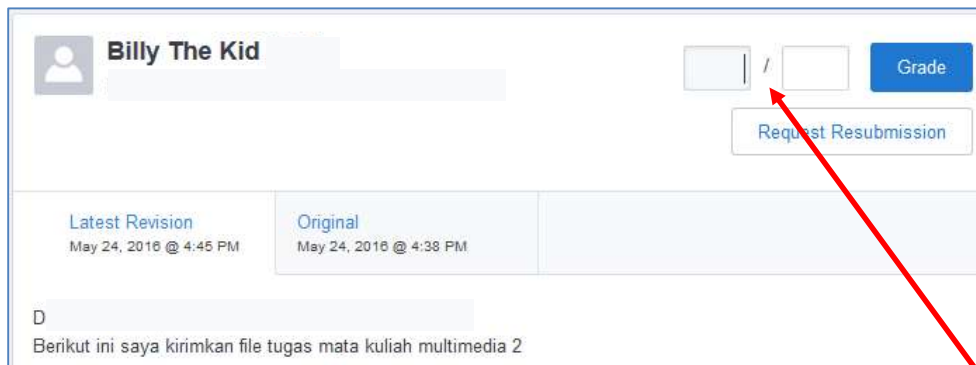 Billy The Kid
/
Grade
Request Resubmission
Latest Revision
May 24, 2016 @ 4:45 PM
Original
May 24, 2016 @ 4:38 PM
D
Berikut ini saya kirimkan file tugas mata kuliah multimedia 2